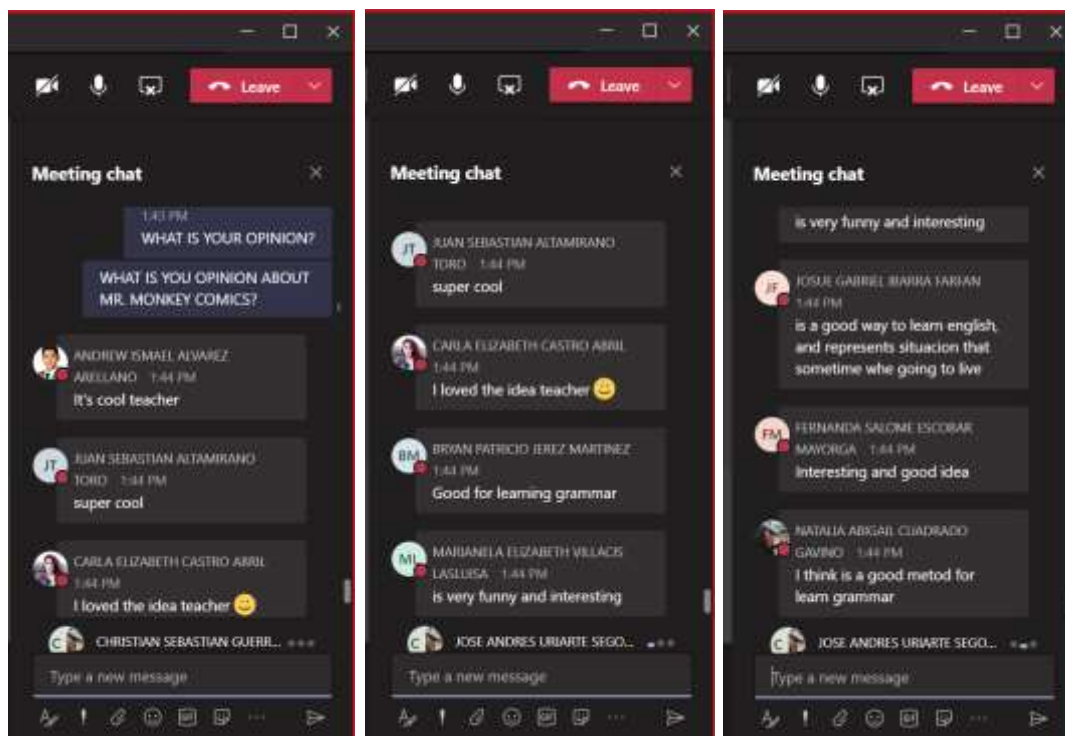 Leave
Meeting chat
1:43 PM
WHAT IS YOUR OPINION?
WHAT IS YOU OPINION ABOUT
MR. MONKEY COMICS?
ANDREW ISMAEL ALVAREZ
ARELLANO 1:44 PM
It's cool teacher
JT
JUAN SEBASTIAN ALTAMIRANO
TORO 1:44 PM
super cool
CARLA ELIZABETH CASTRO ABRIL
1:44 PM
I loved the idea teacher
C
CHRISTIAN SEBASTIAN GUERR...
Type a new message
Leave
Meeting chat
JT
JUAN SEBASTIAN ALTAMIRANO
TORO 1:44 PM
super cool
CARLA ELIZABETH CASTRO ABRIL
1:44 PM
I loved the idea teacher
BM
BRYAN PATRICIO JEREZ MARTINEZ
1:44 PM
Good for learning grammar
ML
MARIANELA ELIZABETH VILLACIS
LASLUISA 1:44 PM
is very funny and interesting
C
JOSE ANDRES URIARTE SEGO...
Type a new message
GIF
Leave
Meeting chat
is very funny and interesting
JF
JOSUE GABRIEL IBARRA FARFAN
1:44 PM
is a good way to learn english,
and represents situacion that
sometime whe going to live
FM
FERNANDA SALOME ESCOBAR
MAYORGA 1:44 PM
Interesting and good idea
NATALIA ABIGAIL CUADRADO
GAVINO 1:44 PM
I think is a good metod for
learn grammar
C
JOSE ANDRES URIARTE SEGO...
Type a new message